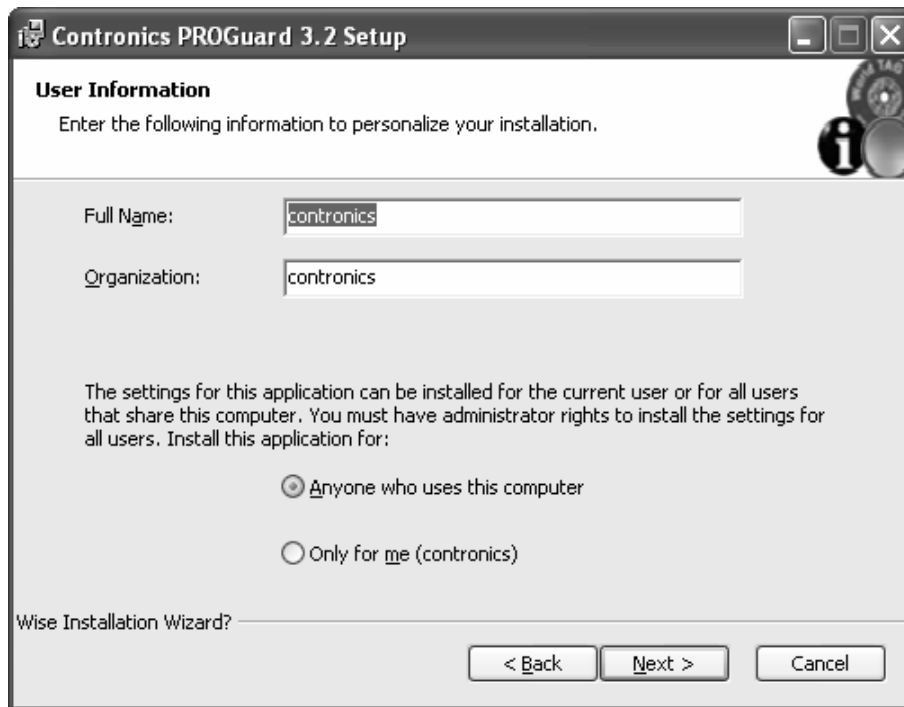 Contronics PROGuard 3.2 Setup
User Information
Enter the following information to personalize your installation.
World TAG
i
Full Name:
contronics
Organization:
contronics
The settings for this application can be installed for the current user or for all users
that share this computer. You must have administrator rights to install the settings for
all users. Install this application for:
Anyone who uses this computer
Only for me (contronics)
Wise Installation Wizard?
< Back
Next >
Cancel